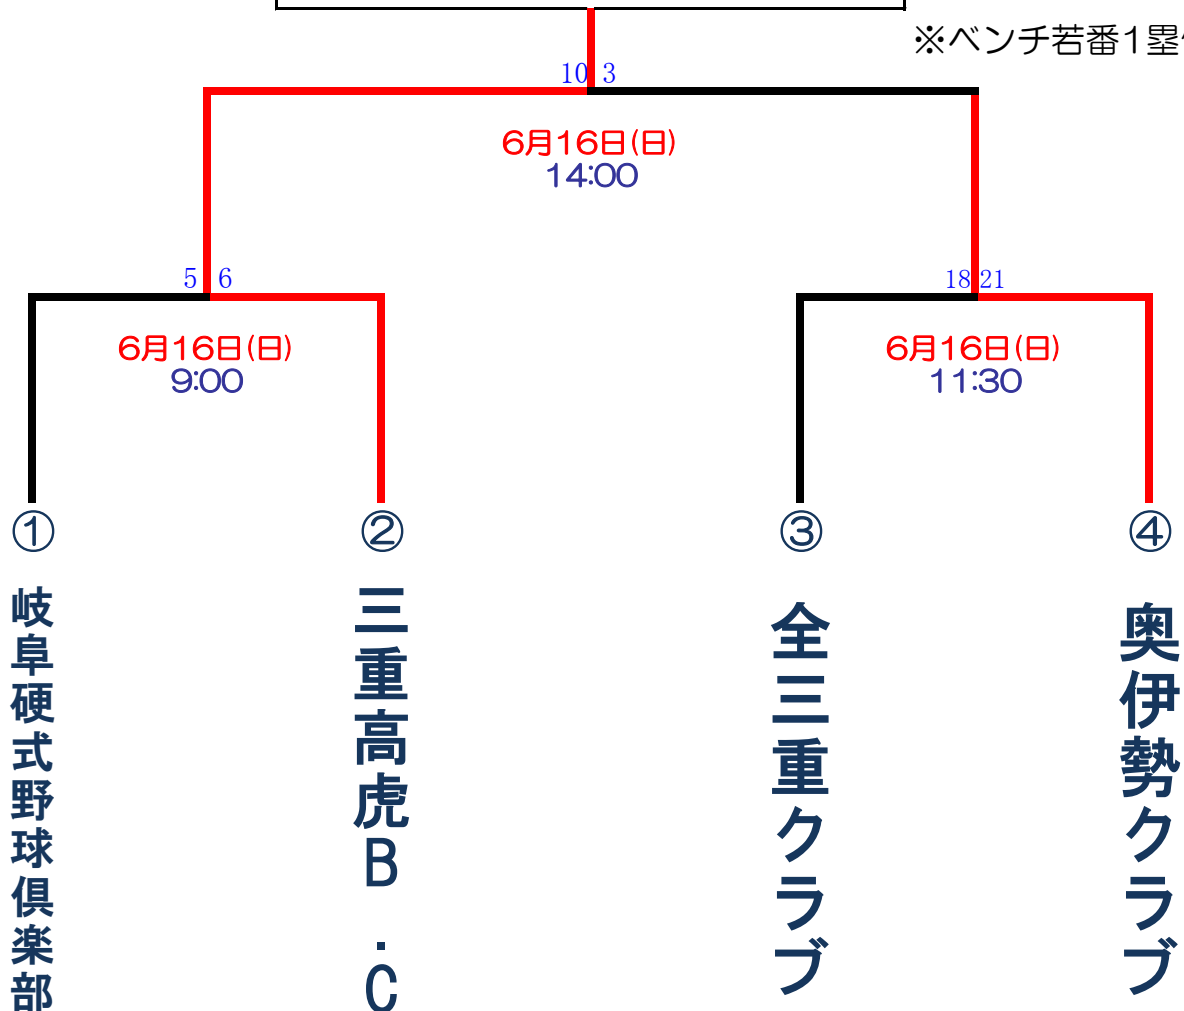 ※ベンチ若番1塁
10 3
6月16日(日)
14:00
5 6
18 21
6月16日(日)
9:00
6月16日(日)
11:30
①
②
③
④
岐阜硬式野球倶楽部
三重高虎B.C
全三重クラブ
奥伊勢クラブ